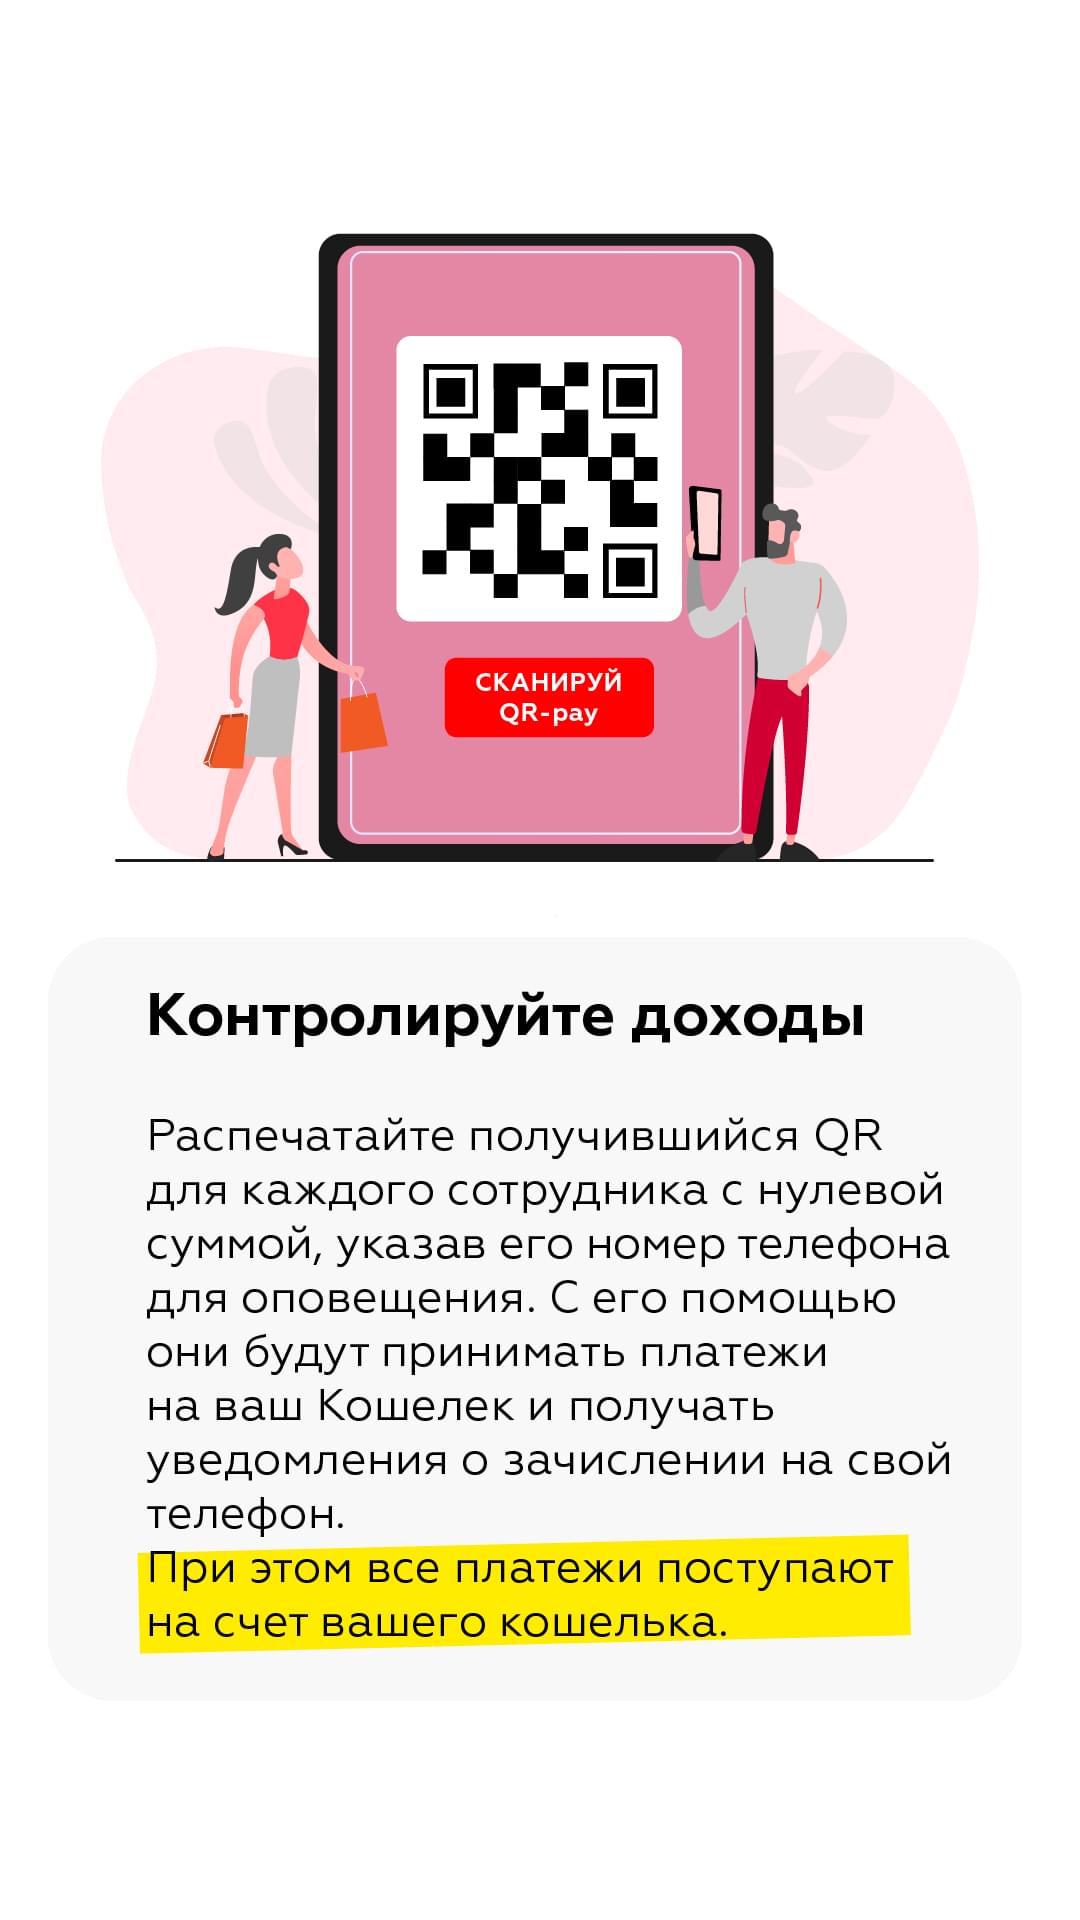 СКАНИРУЙ
QR-pay
Контролируйте доходы
Распечатайте получившийся QR
для каждого сотрудника с нулевой
суммой, указав его номер телефона
для оповещения. С его помощью
они будут принимать платежи
на ваш Кошелек и получать
уведомления о зачислении на свой
телефон.
При этом все платежи поступают
на счет вашего кошелька.